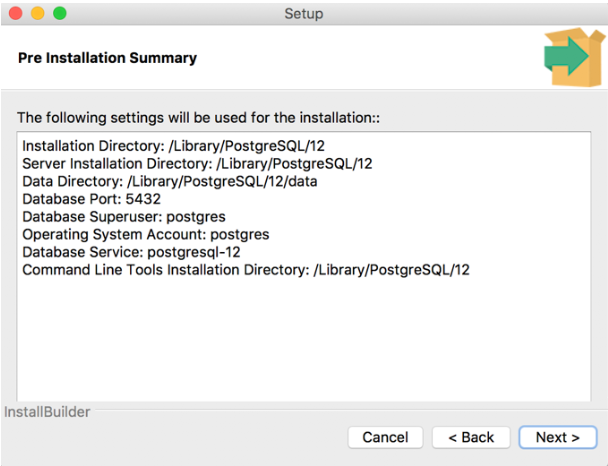 Setup
Pre Installation Summary
The following settings will be used for the installation::
Installation Directory: /Library/PostgreSQL/12
Server Installation Directory: /Library/PostgreSQL/12
Data Directory: /Library/PostgreSQL/12/data
Database Port: 5432
Database Superuser: postgres
Operating System Account: postgres
Database Service: postgresql-12
Command Line Tools Installation Directory: /Library/PostgreSQL/12
InstallBuilder
Cancel < Back Next >